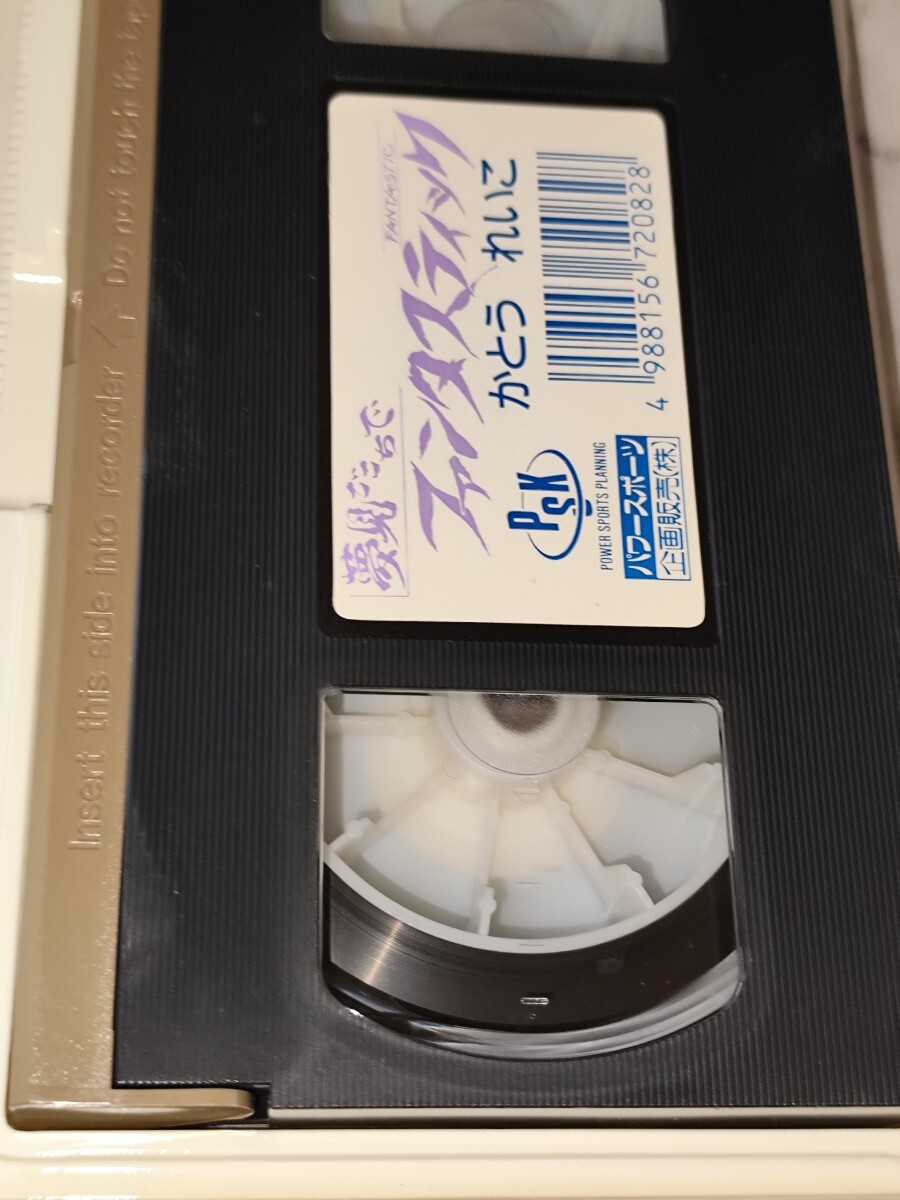 Insert this side into recorder ⇧ Do not touch the tap
夢見ごこちで
ファンタスティック
FANTASTIC
かとう れいこ
PSK
POWER SPORTS PLANNING
パワースポーツ
企画販売(株)
4 988156 720828